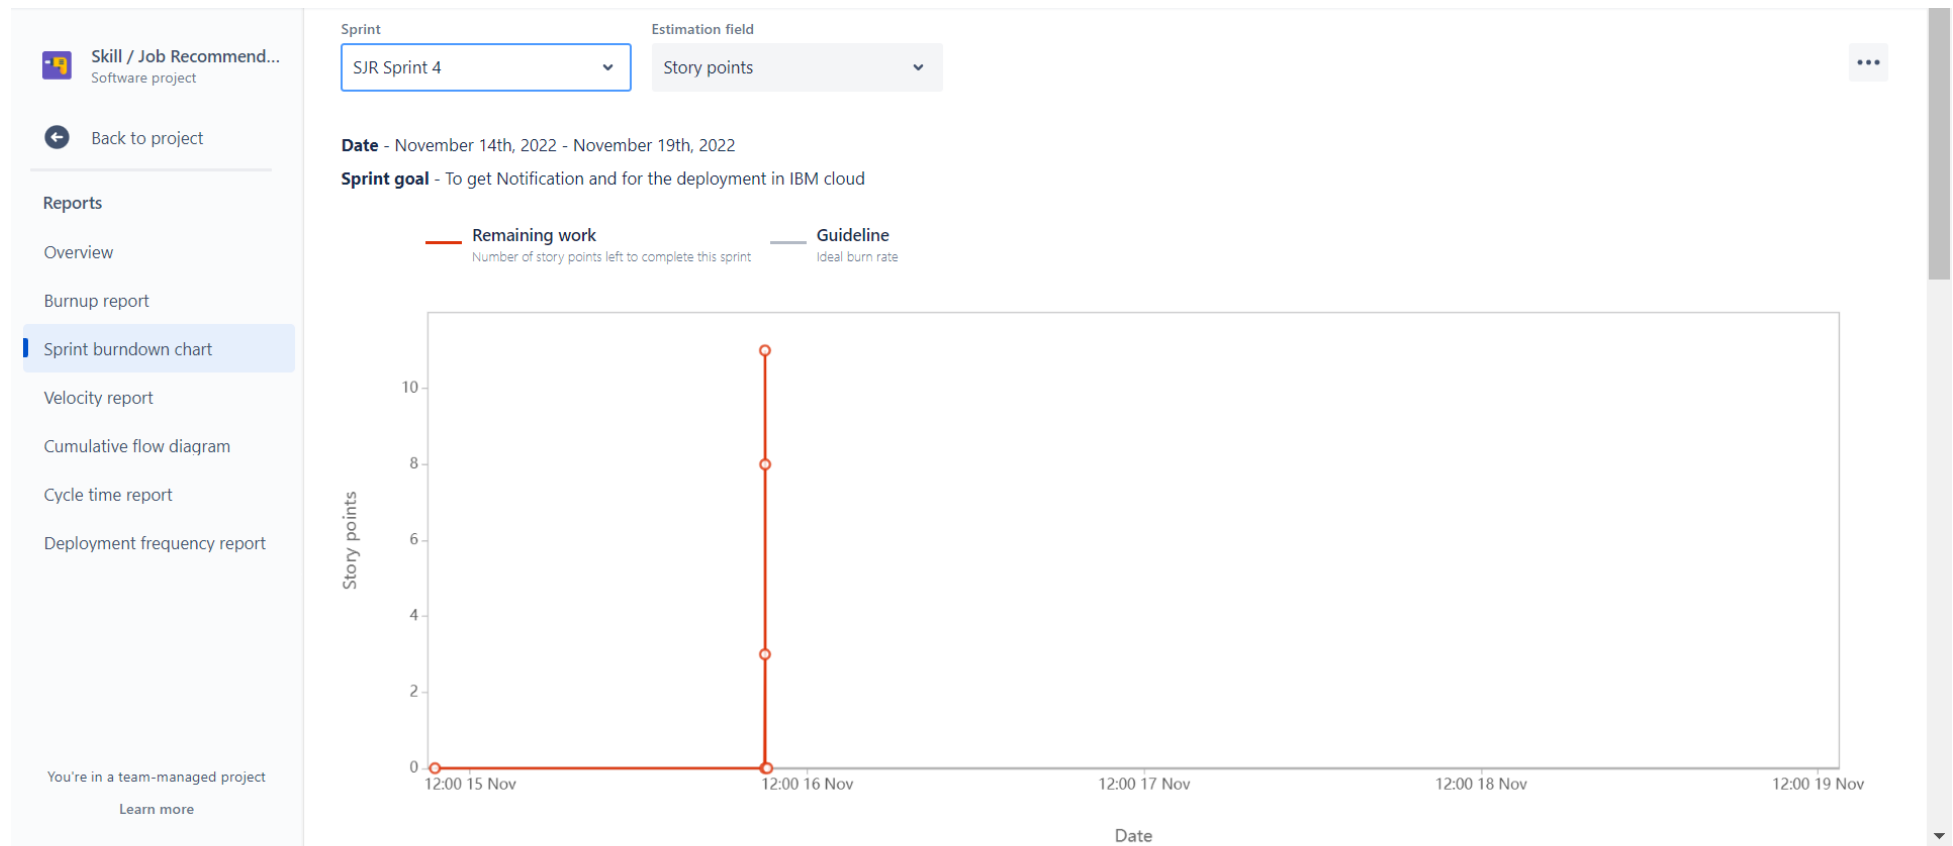 Skill / Job Recommend...
Software project
Back to project
Reports
Overview
Burnup report
Sprint burndown chart
Velocity report
Cumulative flow diagram
Cycle time report
Deployment frequency report
You're in a team-managed project
Learn more
Sprint
SJR Sprint 4
Estimation field
Story points
Date - November 14th, 2022 - November 19th, 2022
Sprint goal - To get Notification and for the deployment in IBM cloud
Remaining work
Number of story points left to complete this sprint
Guideline
Ideal burn rate
Story points
10
8
6
4
2
0
12:00 15 Nov
12:00 16 Nov
12:00 17 Nov
12:00 18 Nov
12:00 19 Nov
Date